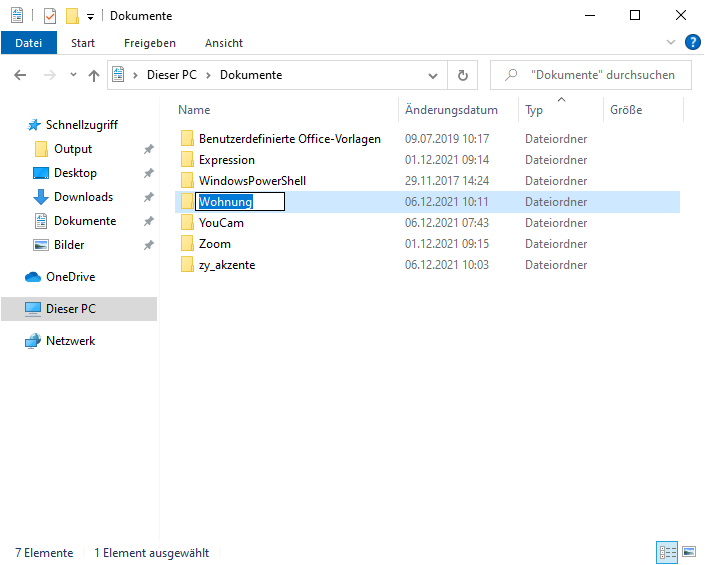 Dokumente
Datei Start Freigeben Ansicht
Dieser PC Dokumente "Dokumente" durchsuchen
Name Änderungsdatum Typ Größe
Schnellzugriff
Output
Desktop
Downloads
Dokumente
Bilder
OneDrive
Dieser PC
Netzwerk
Benutzerdefinierte Office-Vorlagen 09.07.2019 10:17 Dateiordner
Expression 01.12.2021 09:14 Dateiordner
WindowsPowerShell 29.11.2017 14:24 Dateiordner
Wohnung 06.12.2021 10:11 Dateiordner
YouCam 06.12.2021 07:43 Dateiordner
Zoom 01.12.2021 09:15 Dateiordner
zy_akzente 06.12.2021 10:03 Dateiordner
7 Elemente 1 Element ausgewählt